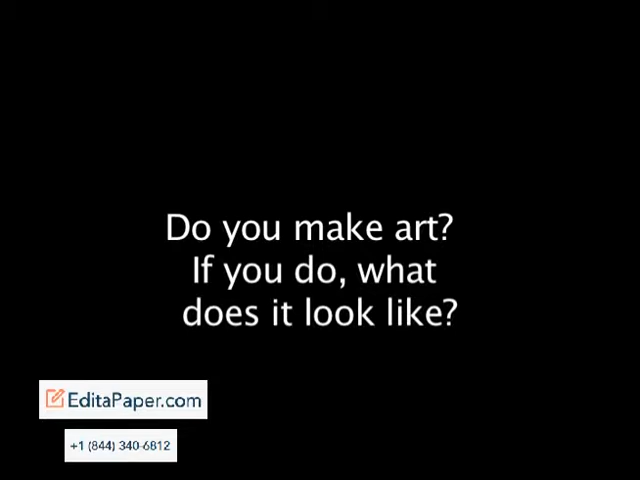 Do you make art?
If you do, what
does it look like?
EditaPaper.com
+1 (844) 340-6812